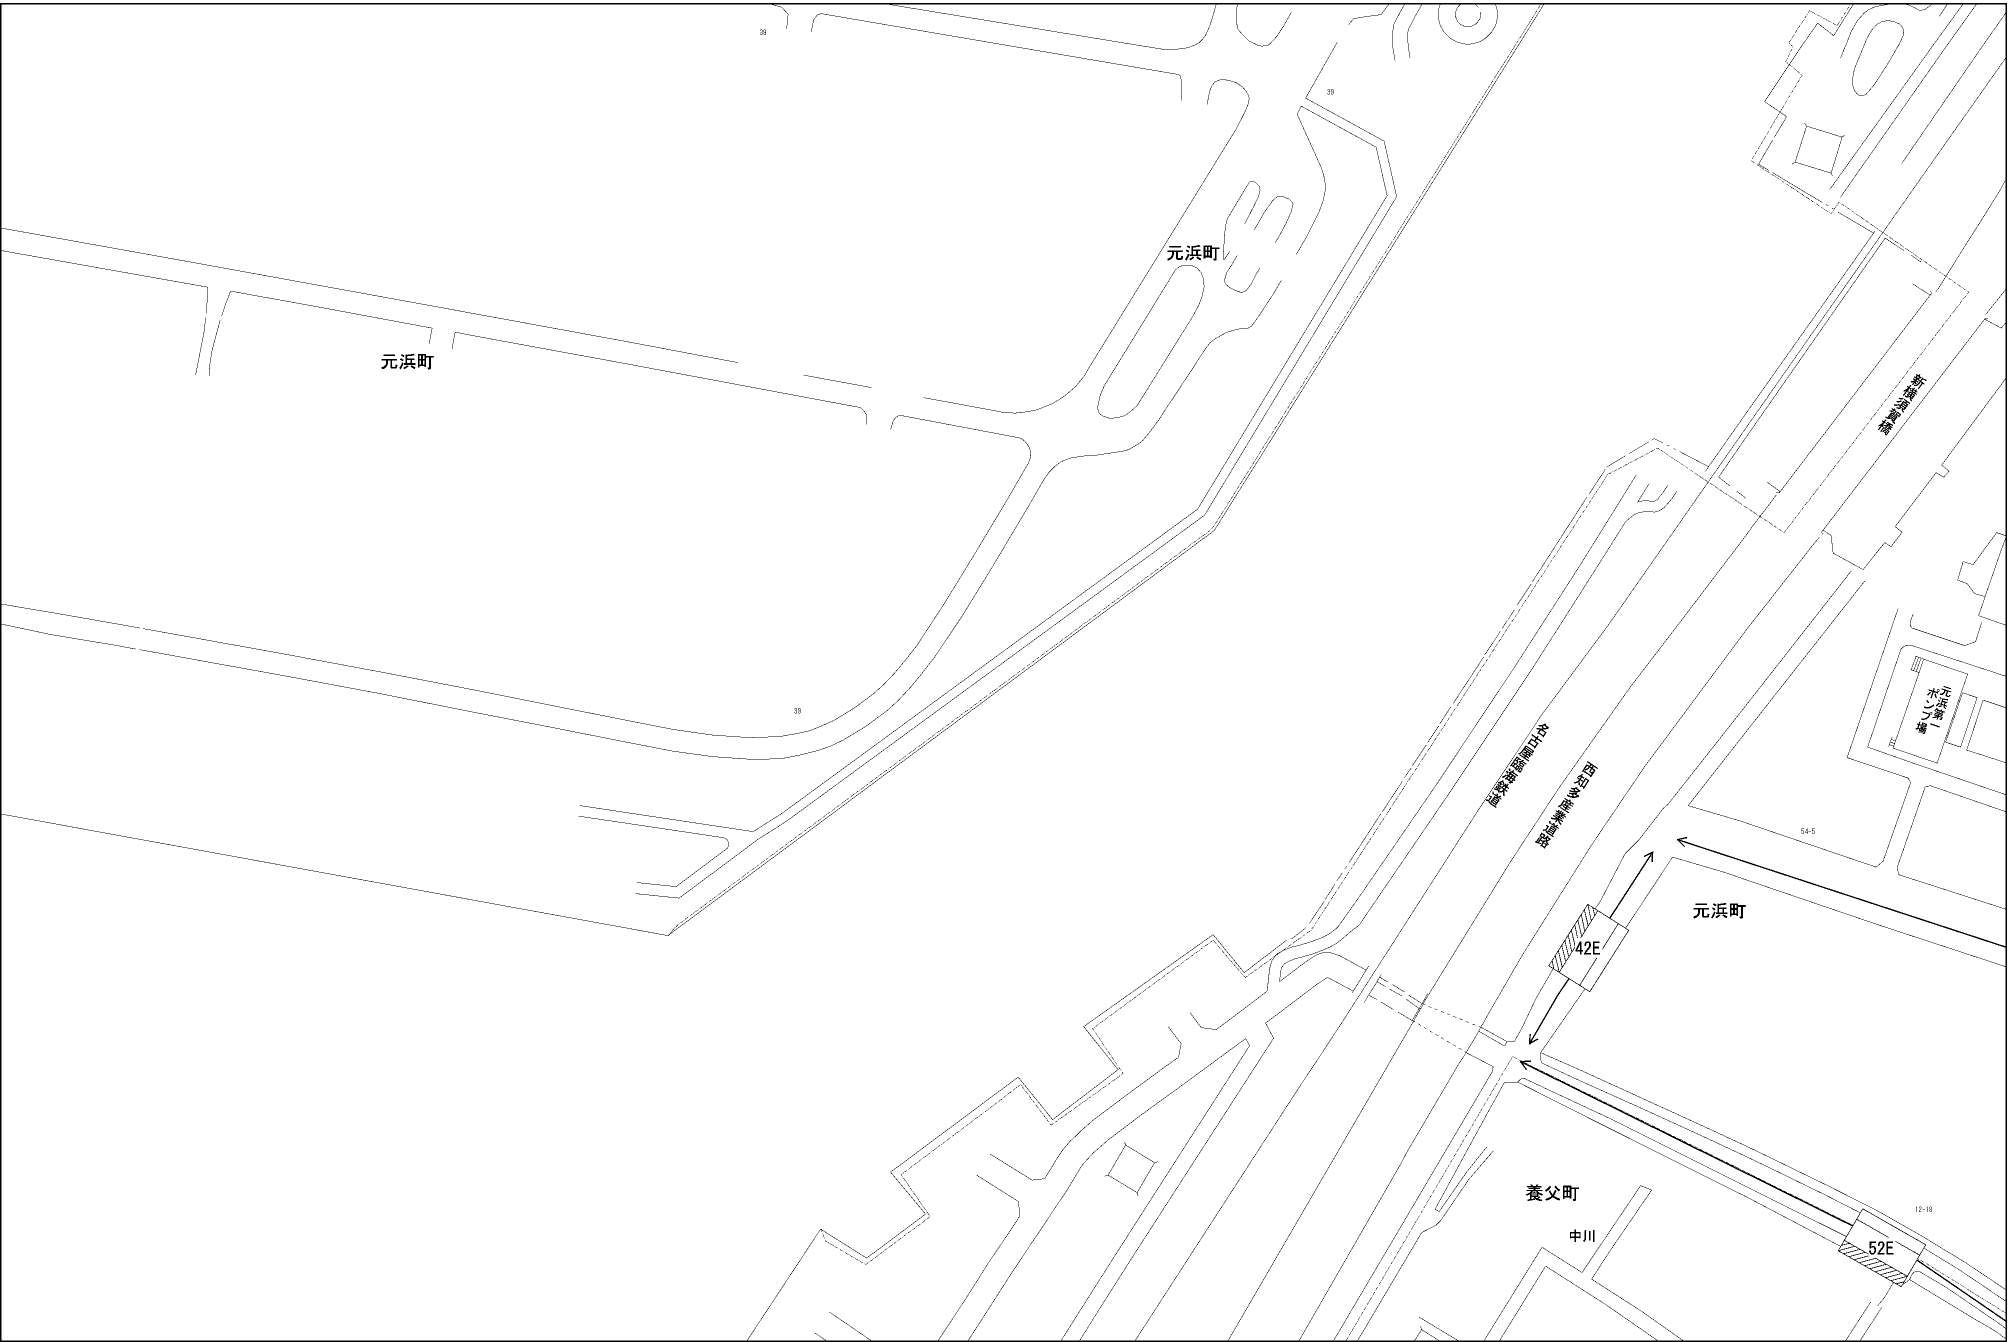 39
39
元浜町
元浜町
新横須賀橋
元浜第一
ポンプ場
39
名古屋臨海鉄道
西知多産業道路
54-5
元浜町
42E
養父町
12-18
中川
52E